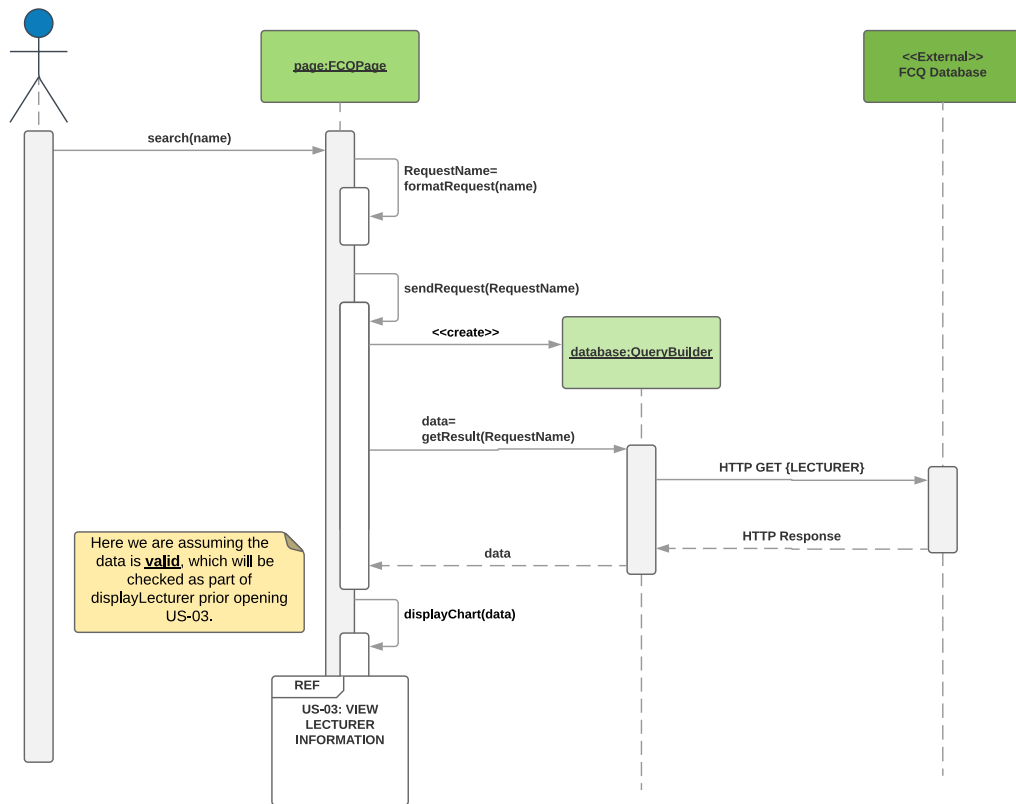 page:FCQPage
<<External>>
FCQ Database
search(name)
RequestName=
formatRequest(name)
sendRequest(RequestName)
<<create>>
database:QueryBuilder
data=
getResult(RequestName)
HTTP GET {LECTURER}
HTTP Response
data
Here we are assuming the
data is valid, which will be
checked as part of
displayLecturer prior opening
US-03.
displayChart(data)
REF
US-03: VIEW
LECTURER
INFORMATION